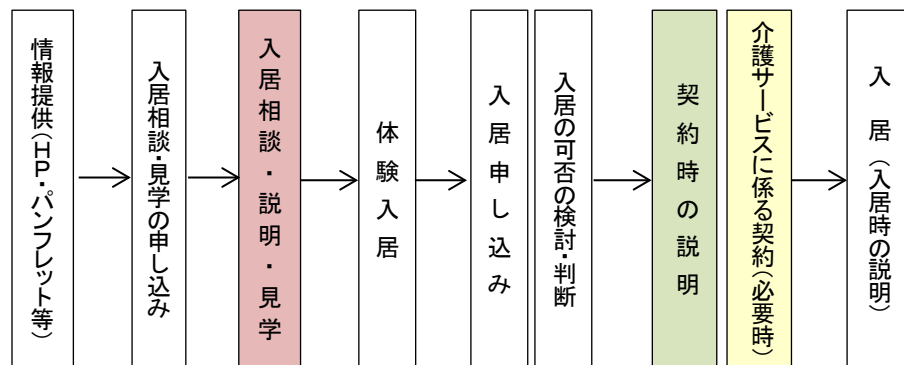 情報提供（HP・パンフレット等）
入居相談・見学の申し込み
入居相談・説明・見学
体験入居
入居申し込み
入居の可否の検討・判断
契約時の説明
介護サービスに係る契約（必要時）
入居（入居時の説明）